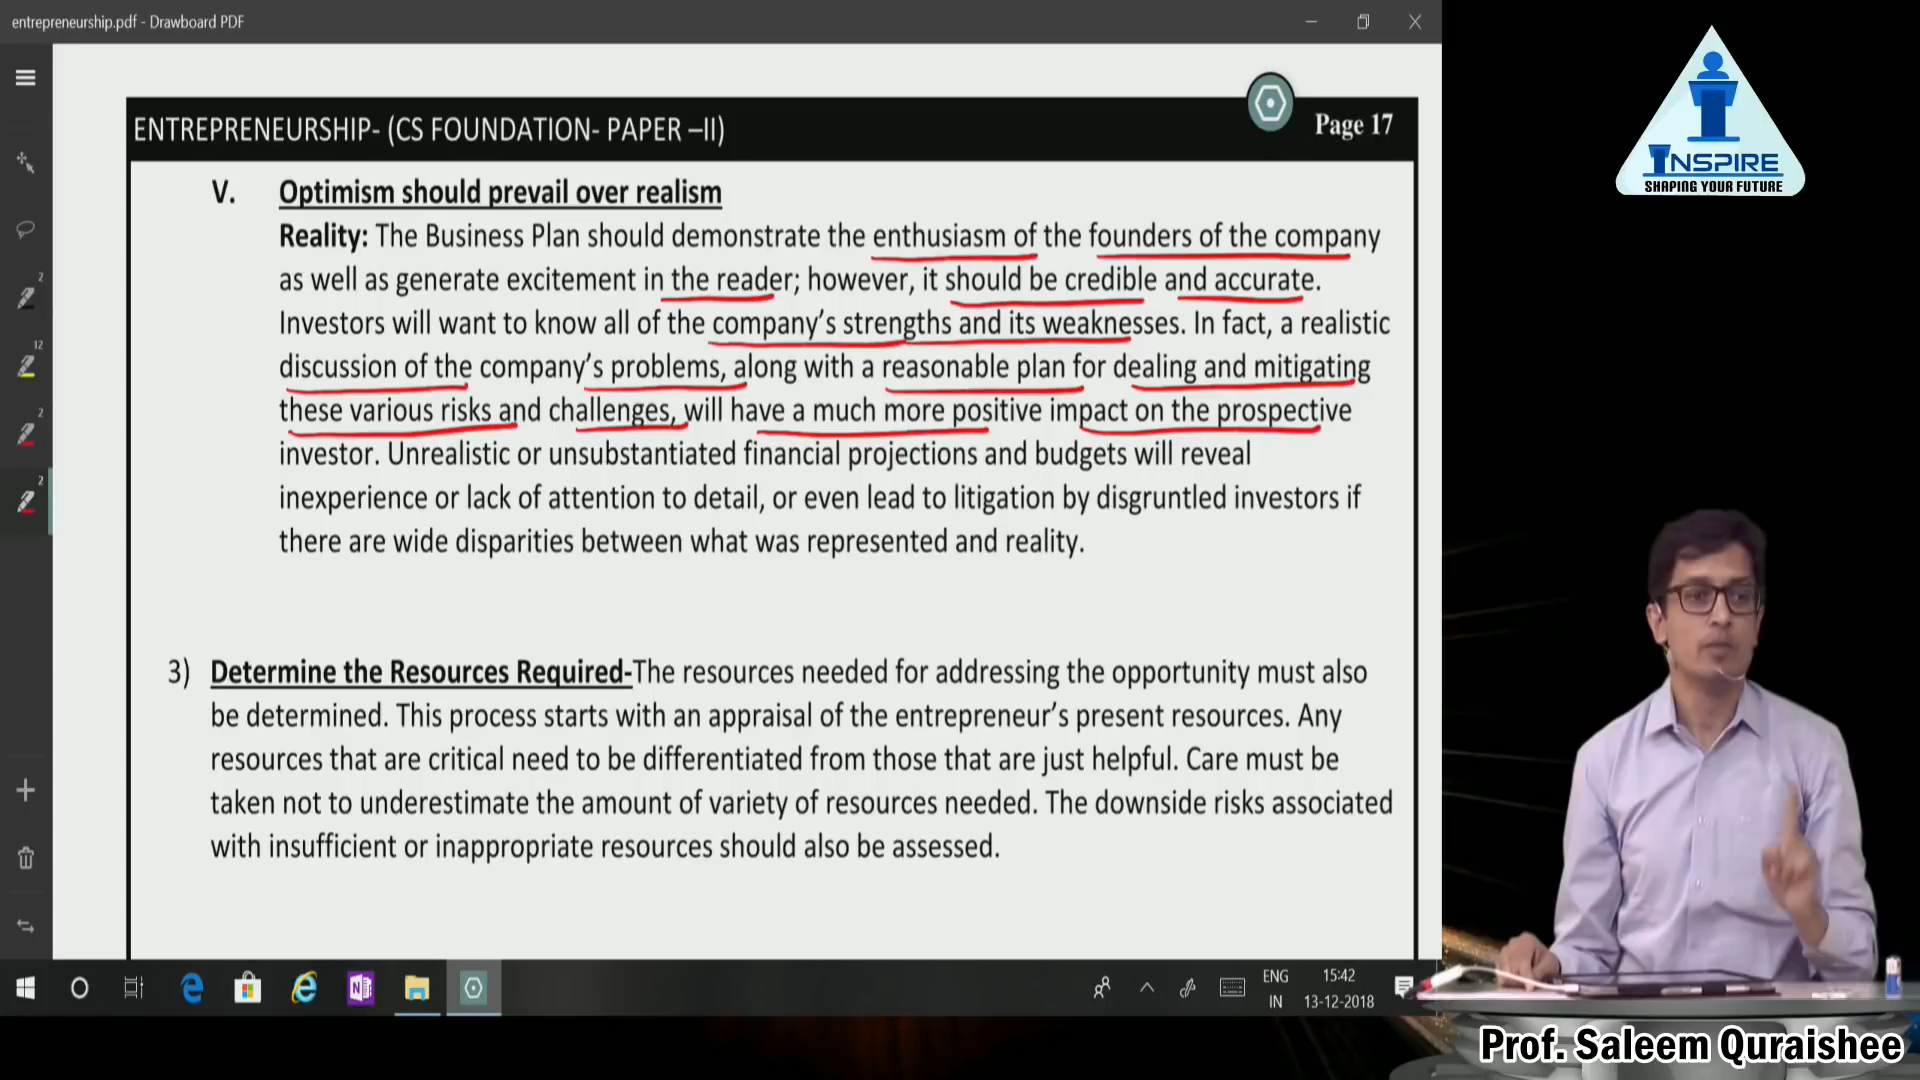 entrepreneurship.pdf - Drawboard PDF
ENTREPRENEURSHIP- (CS FOUNDATION- PAPER –II)
Page 17
V. Optimism should prevail over realism
Reality: The Business Plan should demonstrate the enthusiasm of the founders of the company
as well as generate excitement in the reader; however, it should be credible and accurate.
Investors will want to know all of the company's strengths and its weaknesses. In fact, a realistic
discussion of the company's problems, along with a reasonable plan for dealing and mitigating
these various risks and challenges, will have a much more positive impact on the prospective
investor. Unrealistic or unsubstantiated financial projections and budgets will reveal
inexperience or lack of attention to detail, or even lead to litigation by disgruntled investors if
there are wide disparities between what was represented and reality.
3) Determine the Resources Required-The resources needed for addressing the opportunity must also
be determined. This process starts with an appraisal of the entrepreneur's present resources. Any
resources that are critical need to be differentiated from those that are just helpful. Care must be
taken not to underestimate the amount of variety of resources needed. The downside risks associated
with insufficient or inappropriate resources should also be assessed.
2
12
2
2
ENG
IN
15:42
13-12-2018
INSPIRE
SHAPING YOUR FUTURE
Prof. Saleem Quraishee